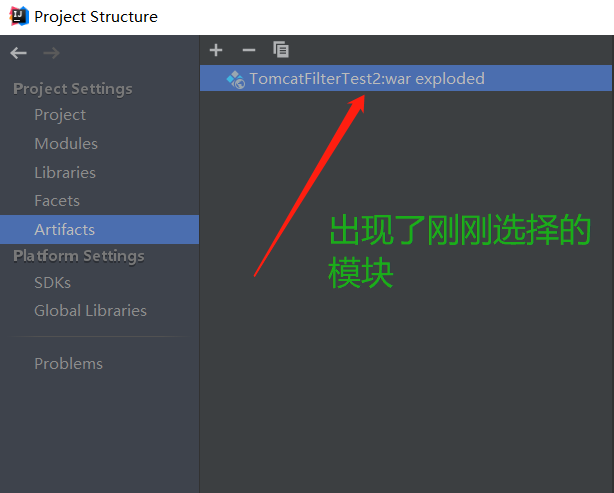 Project Structure
Project Settings
Project
Modules
Libraries
Facets
Artifacts
Platform Settings
SDKs
Global Libraries
Problems
TomcatFilterTest2:war exploded
出现了刚刚选择的
模块